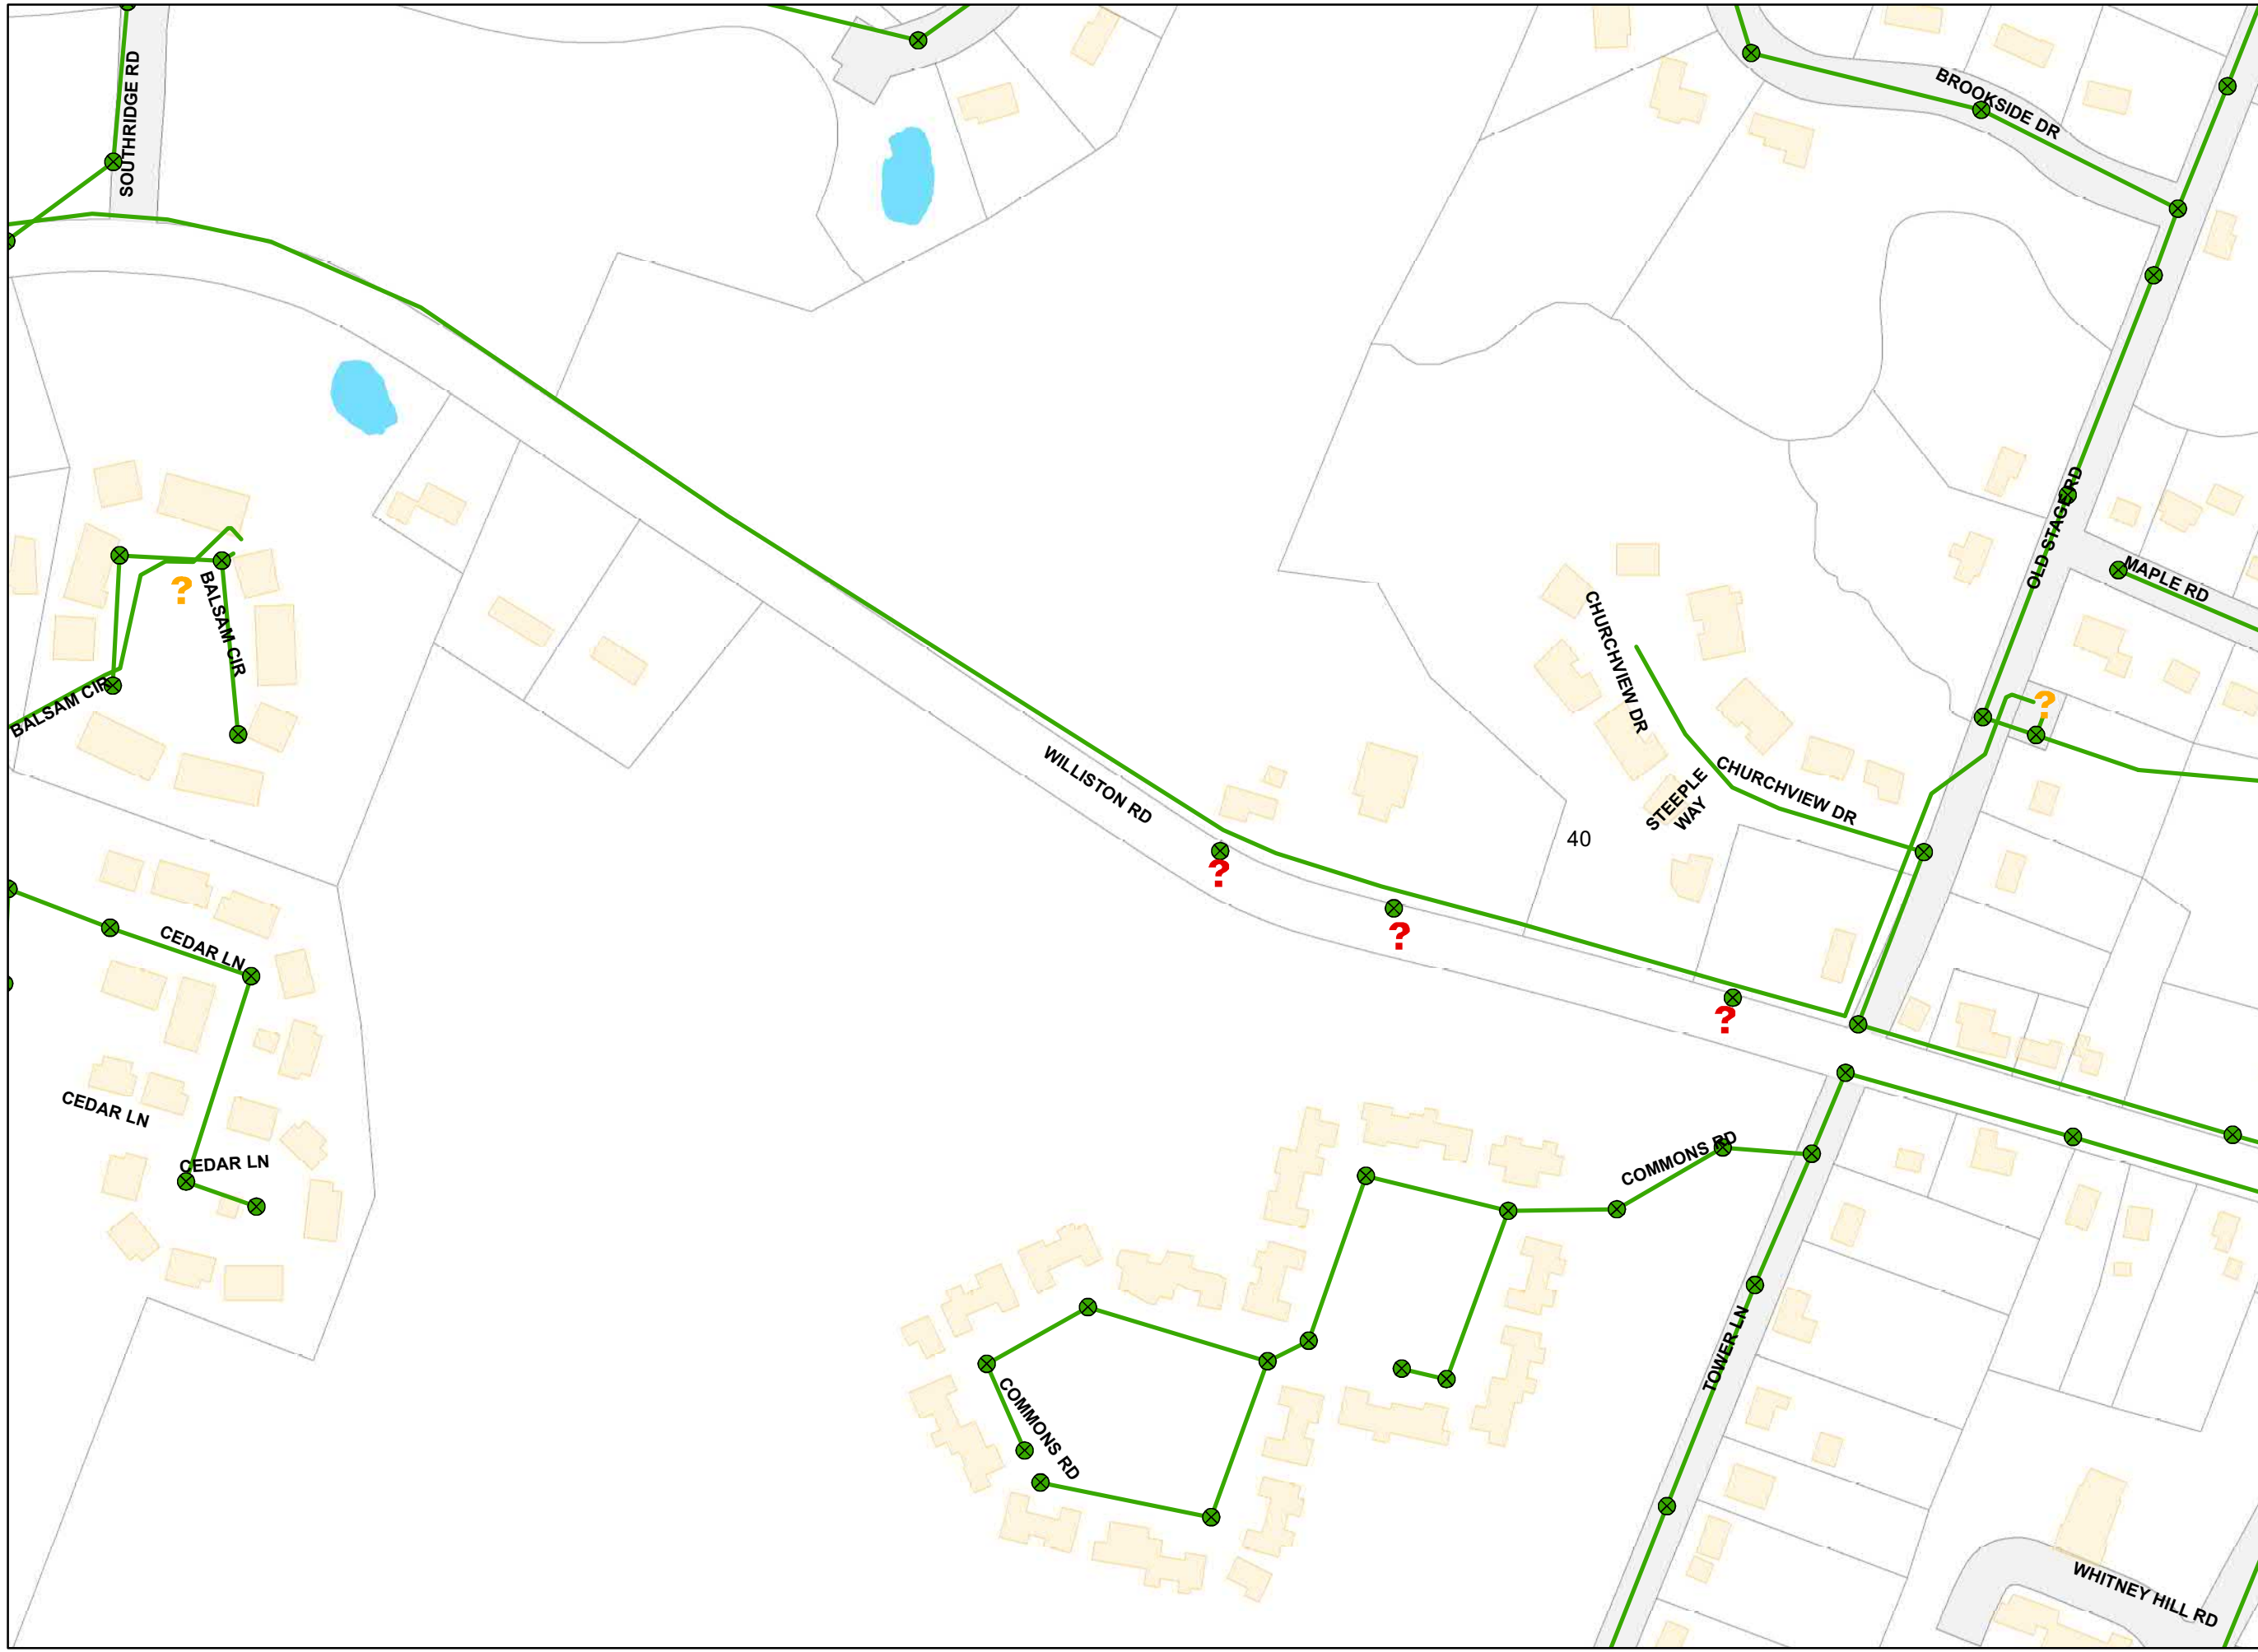 SOUTHRIDGE RD
BROOKSIDE DR
OLD STAGE RD
MAPLE RD
?
BALSAM CIR
BALSAM CIR
CHURCHVIEW DR
?
WILLISTON RD
CHURCHVIEW DR
STEEPLE
WAY
40
?
?
CEDAR LN
?
CEDAR LN
CEDAR LN
COMMONS RD
TOWER LN
COMMONS RD
WHITNEY HILL RD